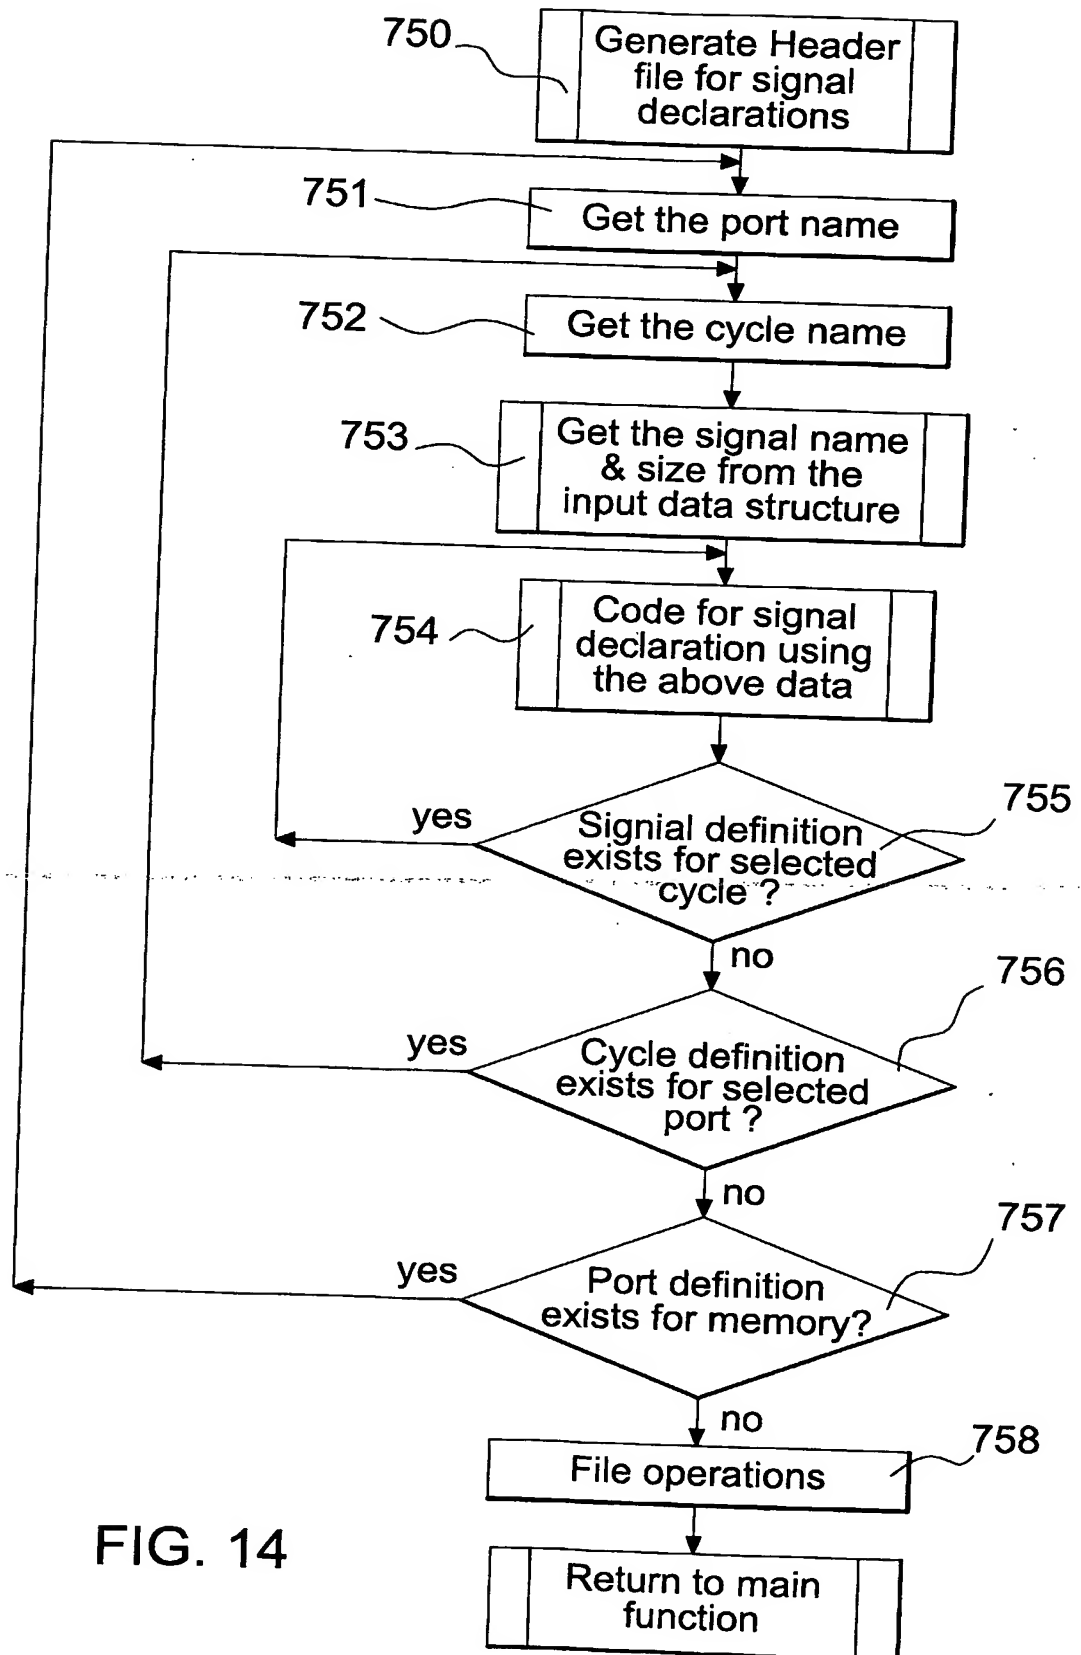 750
Generate Header
file for signal
declarations
751
Get the port name
752
Get the cycle name
753
Get the signal name
& size from the
input data structure
754
Code for signal
declaration using
the above data
755
yes
Signial definition
exists for selected
cycle ?
no
756
yes
Cycle definition
exists for selected
port ?
no
757
yes
Port definition
exists for memory?
no
758
File operations
FIG. 14
Return to main
function